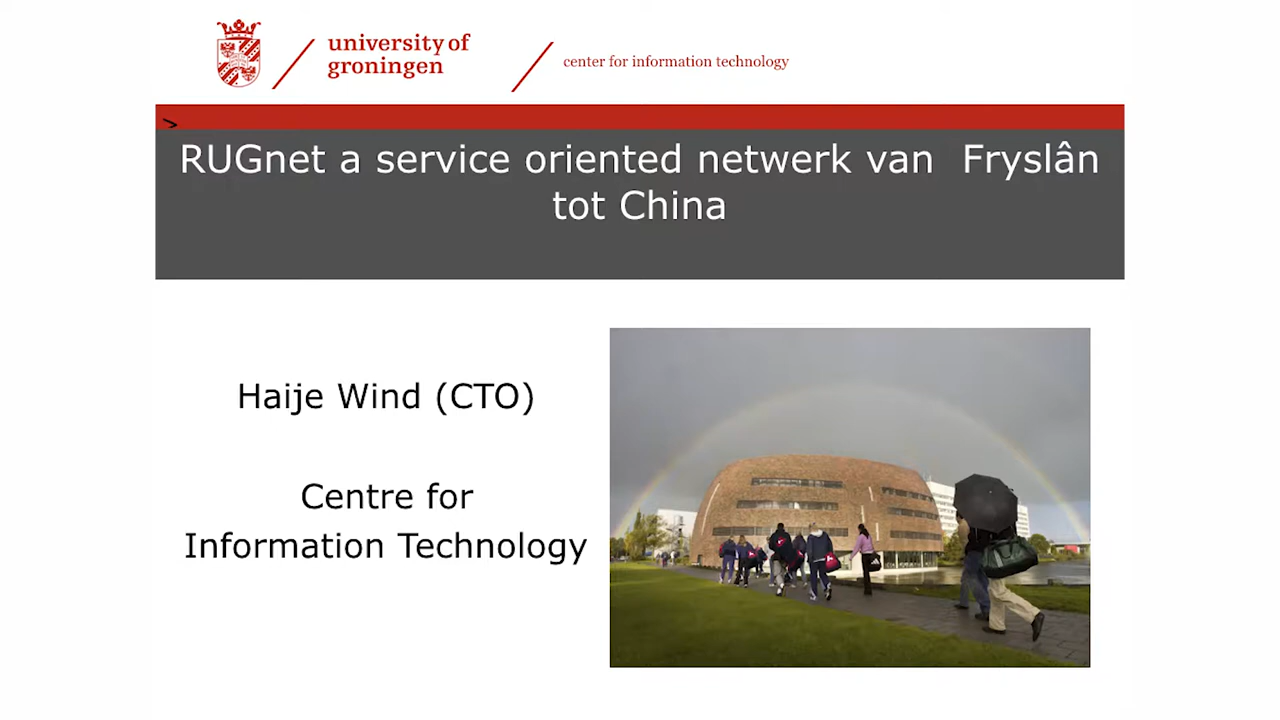 university of
groningen
center for information technology
>
RUGnet a service oriented netwerk van Fryslân
tot China
Haije Wind (CTO)
Centre for
Information Technology